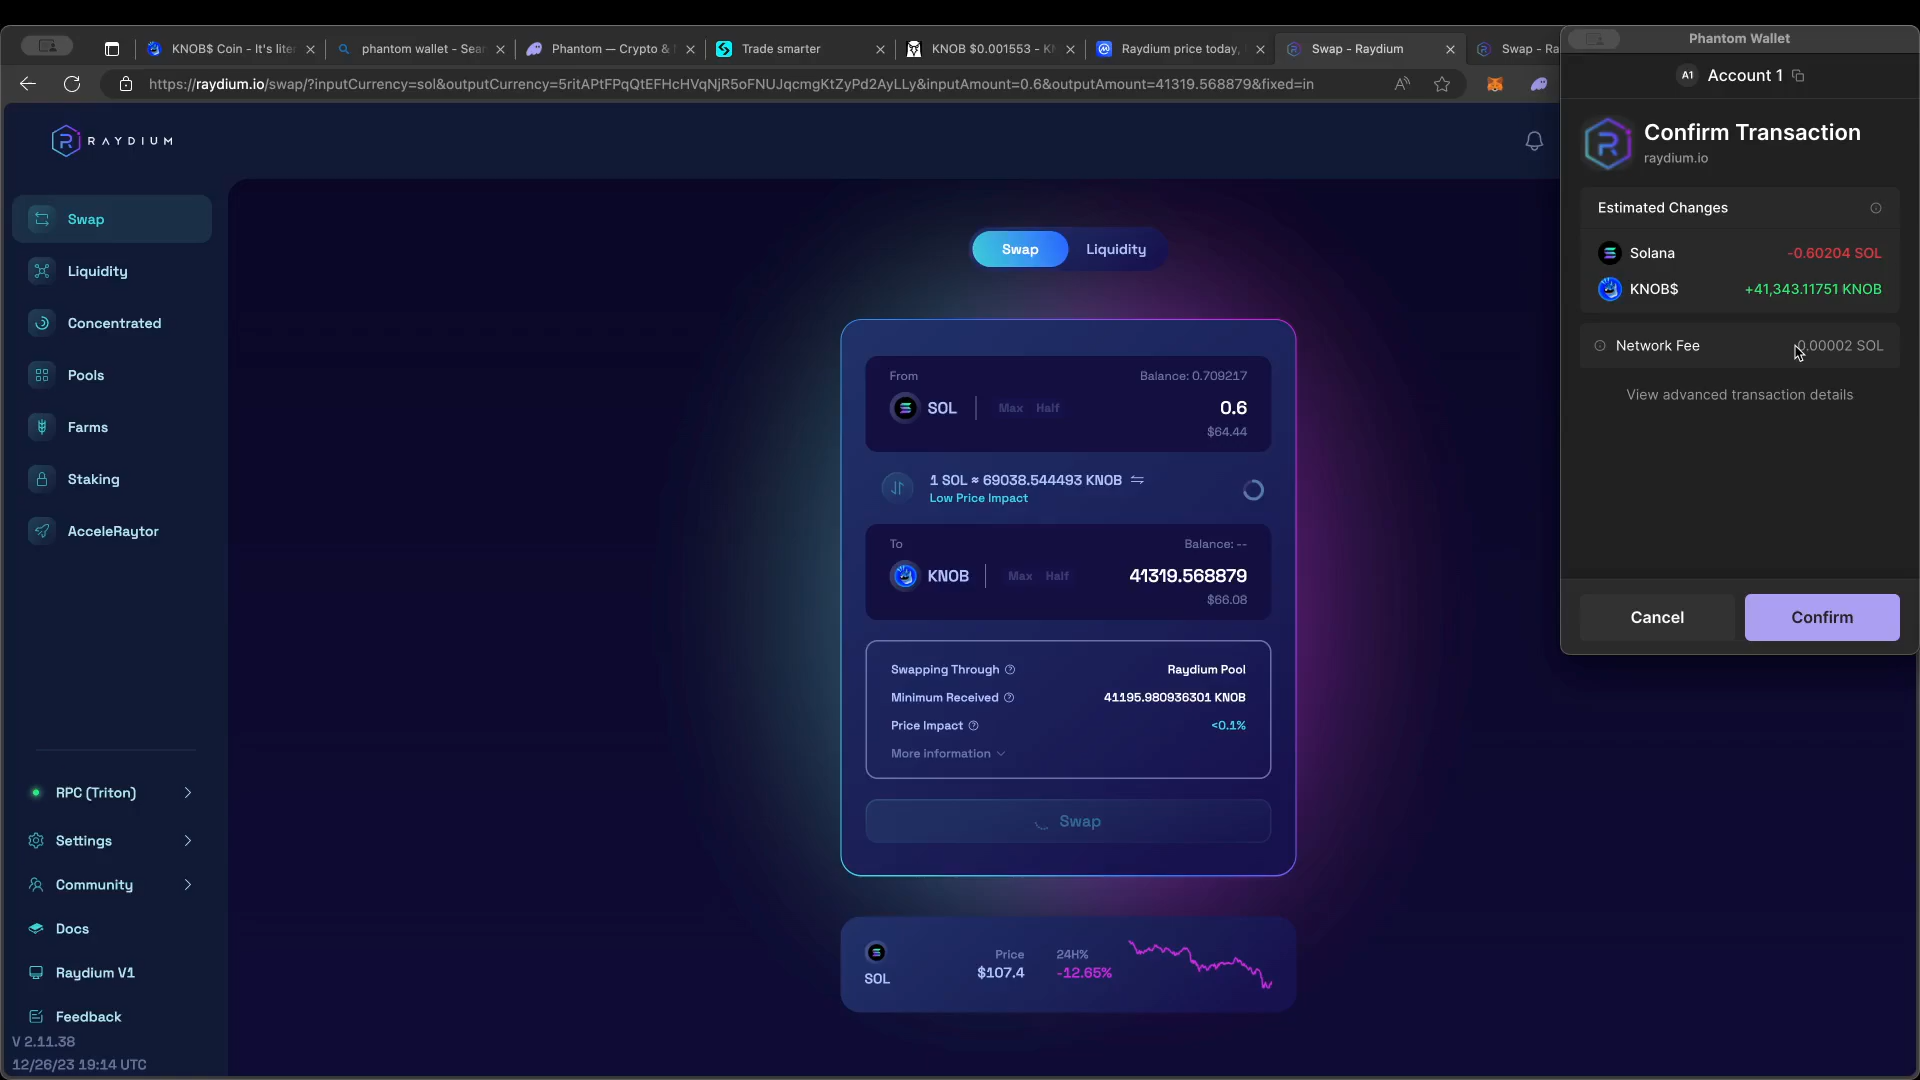 KNOB$ Coin - It's liter
phantom wallet - Sear
Phantom — Crypto &
Trade smarter
KNOB $0.001553 - K
Raydium price today,
Swap - Raydium
Swap - Ra
Phantom Wallet
https://raydium.io/swap/?inputCurrency=sol&outputCurrency=5ritAPtFPqQtEFHcHVqNjR5oFNUJqcmgKtZyPd2AyLLy&inputAmount=0.6&outputAmount=41319.568879&fixed=in
A1 Account 1
Confirm Transaction
raydium.io
Estimated Changes
Solana -0.60204 SOL
KNOB$ +41,343.11751 KNOB
Network Fee 0.00002 SOL
View advanced transaction details
Cancel Confirm
RAYDIUM
Swap
Liquidity
Concentrated
Pools
Farms
Staking
AcceleRaytor
RPC (Triton)
Settings
Community
Docs
Raydium V1
Feedback
V 2.11.38
12/26/23 19:14 UTC
Swap Liquidity
From Balance: 0.709217
SOL Max Half 0.6
$64.44
1 SOL ≈ 69038.544493 KNOB
Low Price Impact
To Balance: --
KNOB Max Half 41319.568879
$66.08
Swapping Through Raydium Pool
Minimum Received 41195.980936301 KNOB
Price Impact <0.1%
More information
Swap
SOL
Price 24H%
$107.4 -12.65%